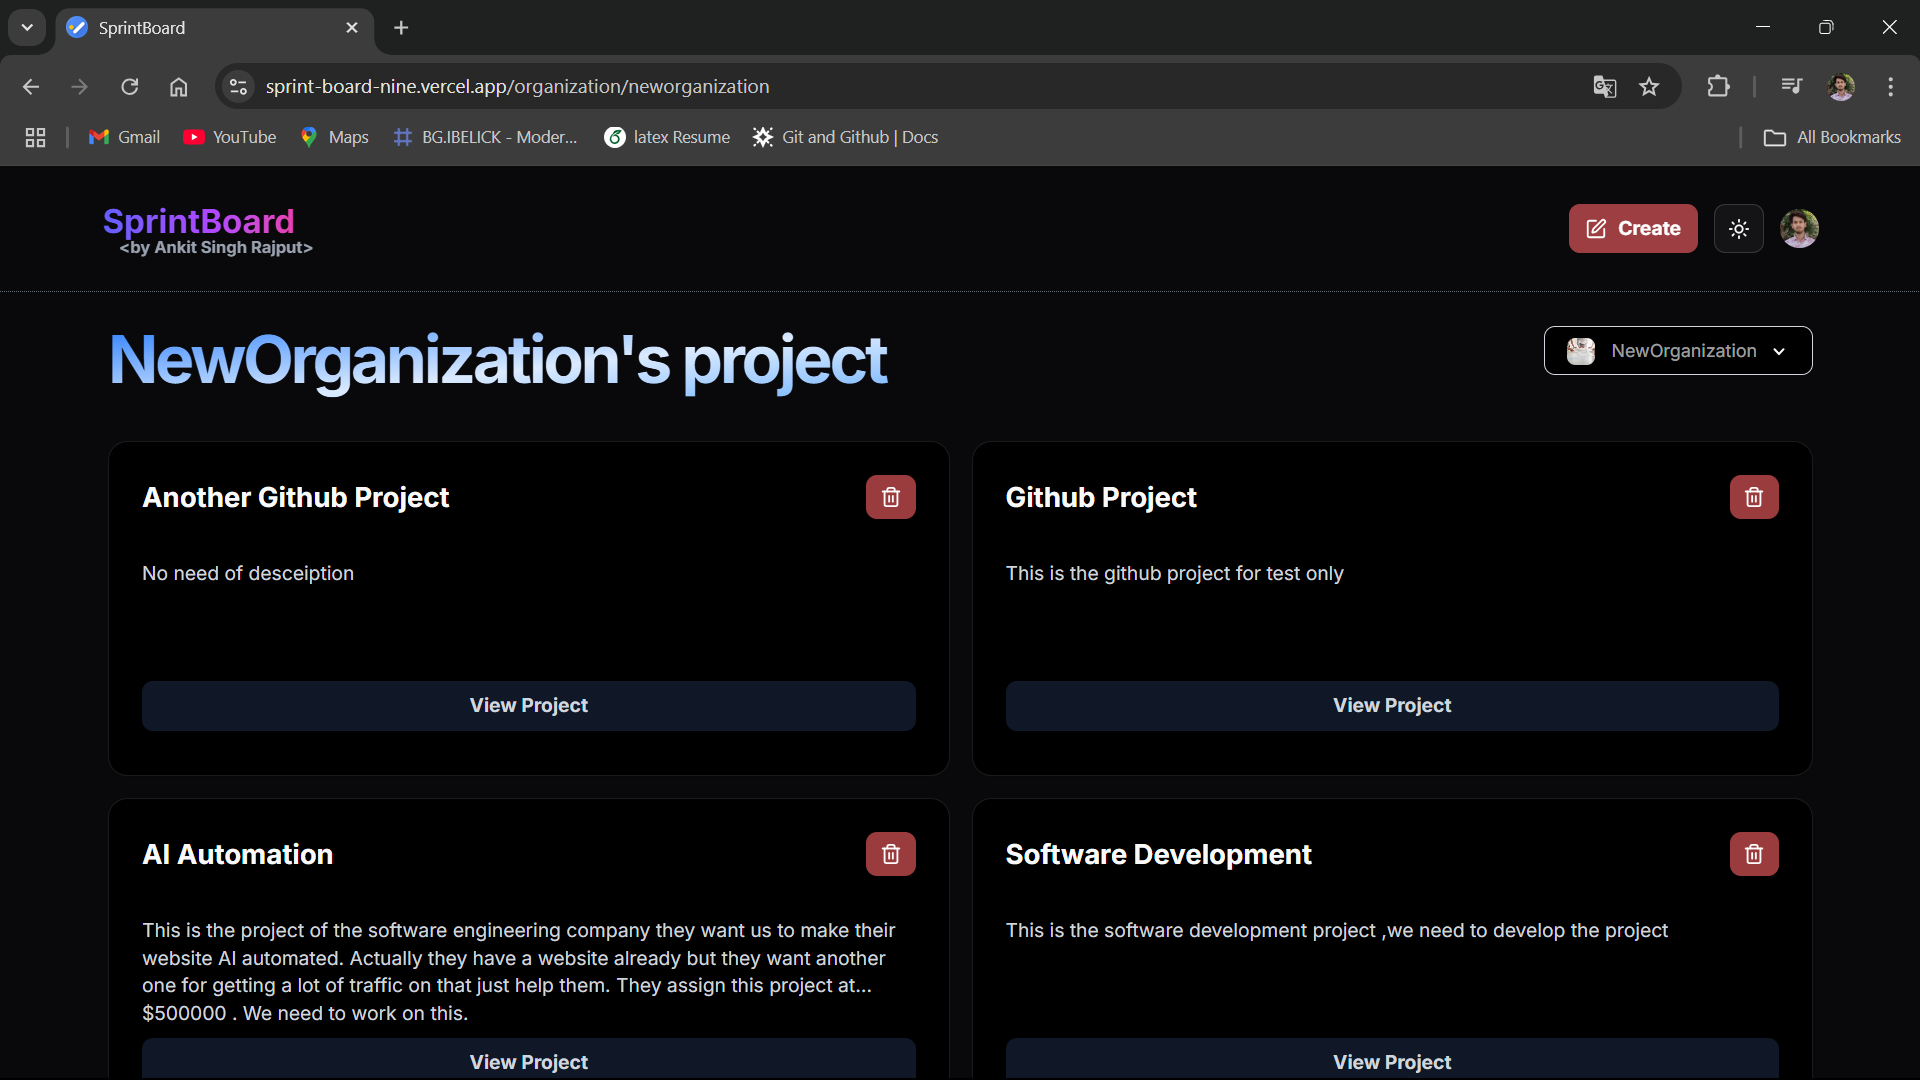 SprintBoard
sprint-board-nine.vercel.app/organization/neworganization
Gmail
YouTube
Maps
BG.IBELICK - Moder...
latex Resume
Git and Github | Docs
All Bookmarks
SprintBoard
<by Ankit Singh Rajput>
Create
NewOrganization's project
NewOrganization
Another Github Project
No need of desceiption
View Project
Github Project
This is the github project for test only
View Project
AI Automation
This is the project of the software engineering company they want us to make their
website AI automated. Actually they have a website already but they want another
one for getting a lot of traffic on that just help them. They assign this project at...
$500000 . We need to work on this.
View Project
Software Development
This is the software development project ,we need to develop the project
View Project